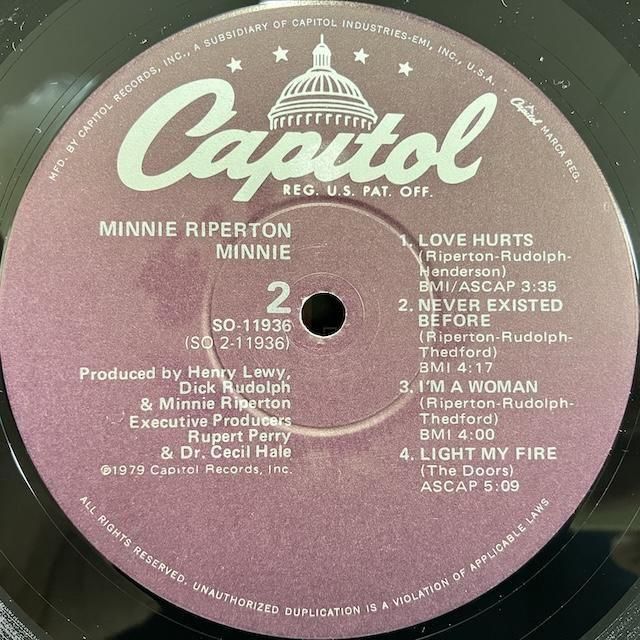 MFD. BY CAPITOL RECORDS, INC., A SUBSIDIARY OF CAPITOL INDUSTRIES-EMI, INC., U.S.A. · Capitol MARCA REG.
Capitol
REG. U.S. PAT. OFF.
MINNIE RIPERTON
MINNIE
2
SO-11936
(SO 2-11936)
Produced by Henry Lewy,
Dick Rudolph
& Minnie Riperton
Executive Producers
Rupert Perry
& Dr. Cecil Hale
℗1979 Capitol Records, Inc.
1. LOVE HURTS
(Riperton-Rudolph-
Henderson)
BMI/ASCAP 3:35
2. NEVER EXISTED
BEFORE
(Riperton-Rudolph-
Thedford)
BMI 4:17
3. I'M A WOMAN
(Riperton-Rudolph-
Thedford)
BMI 4:00
4. LIGHT MY FIRE
(The Doors)
ASCAP 5:09
ALL RIGHTS RESERVED. UNAUTHORIZED DUPLICATION IS A VIOLATION OF APPLICABLE LAWS